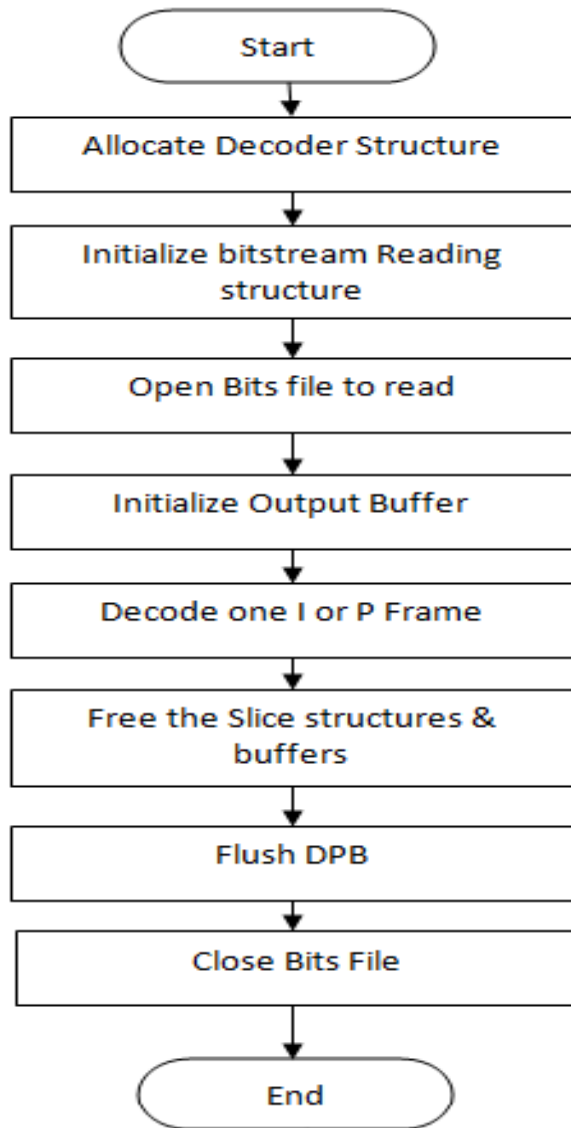 Start
Allocate Decoder Structure
Initialize bitstream Reading
structure
Open Bits file to read
Initialize Output Buffer
Decode one I or P Frame
Free the Slice structures &
buffers
Flush DPB
Close Bits File
End